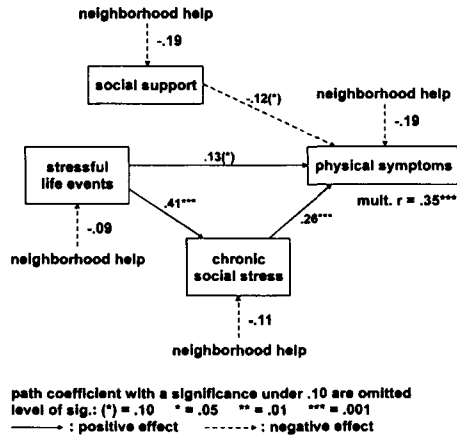 neighborhood help
-.19
social support
-.12(*)
neighborhood help
-.19
.13(*)
stressful
life events
physical symptoms
mult. r = .35***
.41***
.26***
-.09
neighborhood help
chronic
social stress
-.11
neighborhood help
path coefficient with a significance under .10 are omitted
level of sig.: (*) = .10 * = .05 ** = .01 *** = .001
: positive effect : negative effect